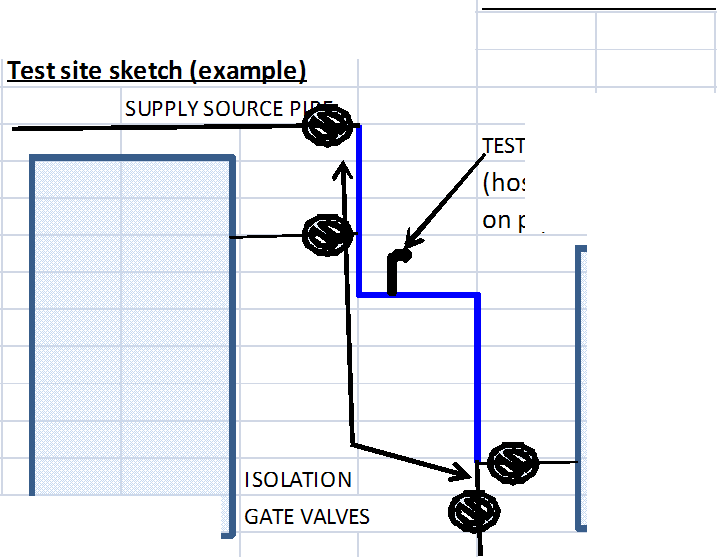 Test site sketch (example)
SUPPLY SOURCE PIPE
TEST
(hos
on p
ISOLATION
GATE VALVES